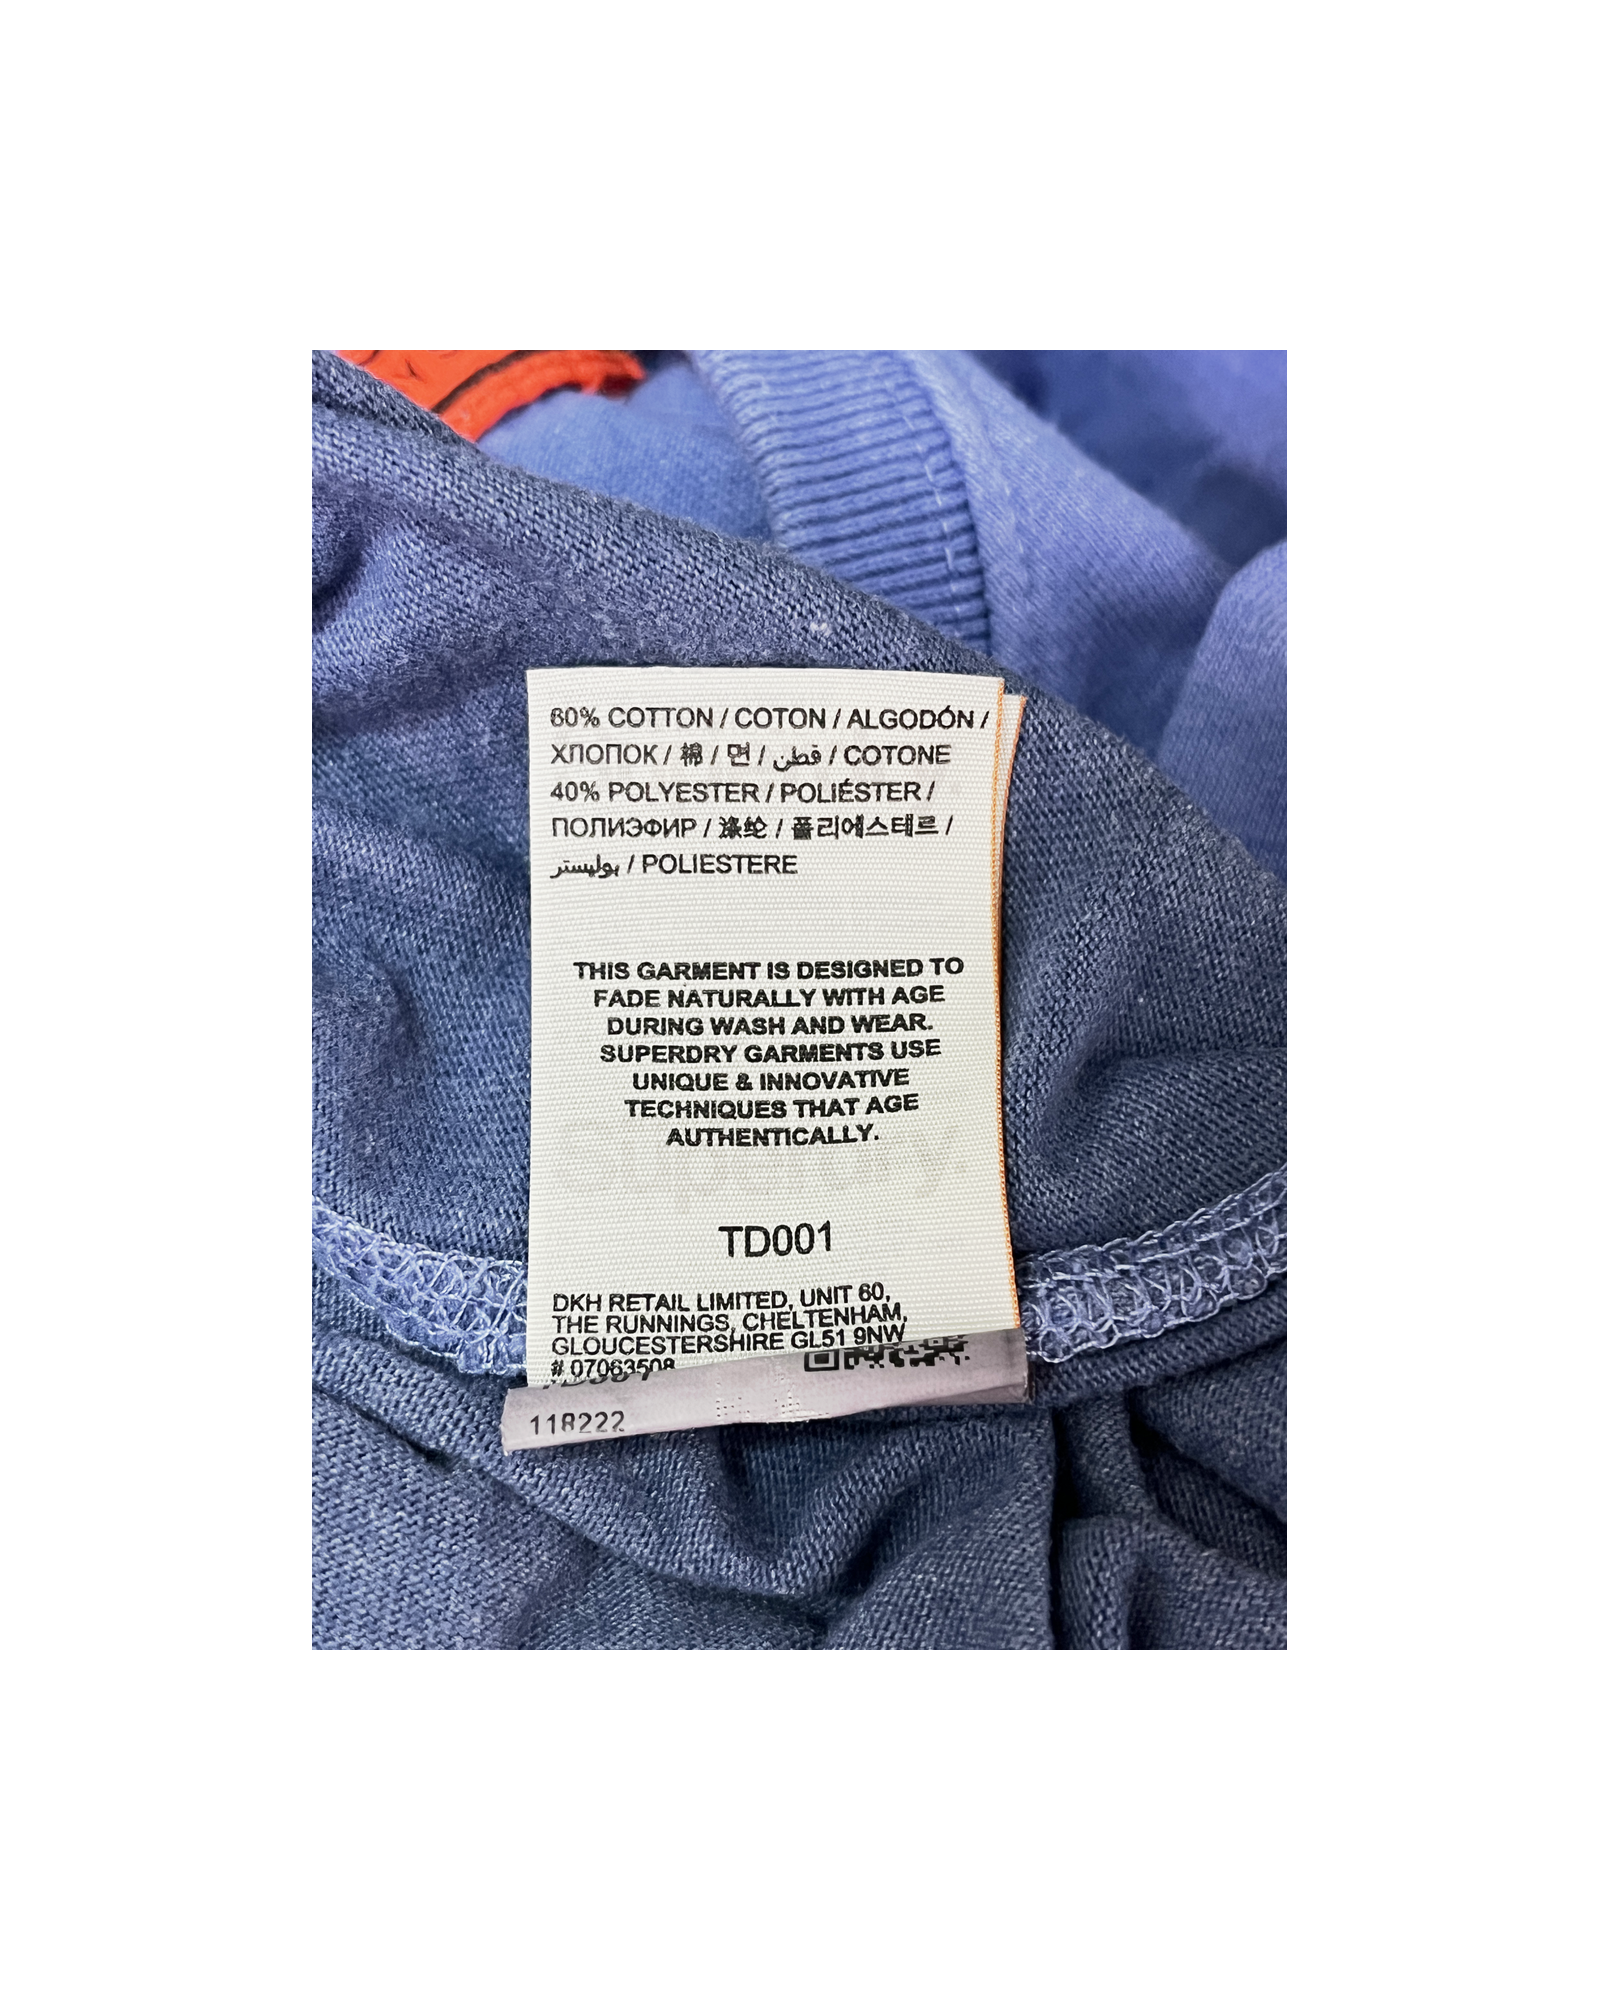 60% COTTON / COTON / ALGODÓN /
ХЛОПОК / 棉 / 면 / قطن / COTONE
40% POLYESTER / POLIÉSTER /
ПОЛИЭФИР / 涤纶 / 폴리에스테르 /
بوليستر / POLIESTERE
THIS GARMENT IS DESIGNED TO
FADE NATURALLY WITH AGE
DURING WASH AND WEAR.
SUPERDRY GARMENTS USE
UNIQUE & INNOVATIVE
TECHNIQUES THAT AGE
AUTHENTICALLY.
TD001
DKH RETAIL LIMITED, UNIT 60,
THE RUNNINGS, CHELTENHAM,
GLOUCESTERSHIRE GL51 9NW
# 07063508
118222